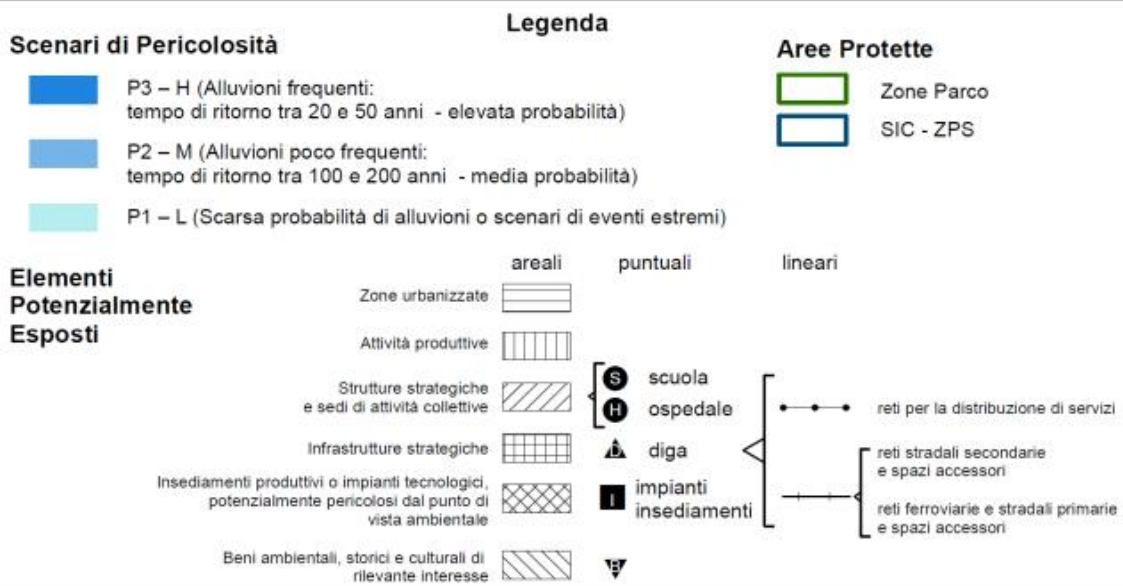 Legenda
Scenari di Pericolosità
P3 – H (Alluvioni frequenti:
tempo di ritorno tra 20 e 50 anni - elevata probabilità)
P2 – M (Alluvioni poco frequenti:
tempo di ritorno tra 100 e 200 anni - media probabilità)
P1 – L (Scarsa probabilità di alluvioni o scenari di eventi estremi)
Aree Protette
Zone Parco
SIC - ZPS
Elementi
Potenzialmente
Esposti
areali
puntuali
lineari
Zone urbanizzate
Attività produttive
Strutture strategiche
e sedi di attività collettive
S scuola
H ospedale
Infrastrutture strategiche
D diga
Insediamenti produttivi o impianti tecnologici,
potenzialmente pericolosi dal punto di
vista ambientale
I impianti
insediamenti
Beni ambientali, storici e culturali di
rilevante interesse
B
reti per la distribuzione di servizi
reti stradali secondarie
e spazi accessori
reti ferroviarie e stradali primarie
e spazi accessori